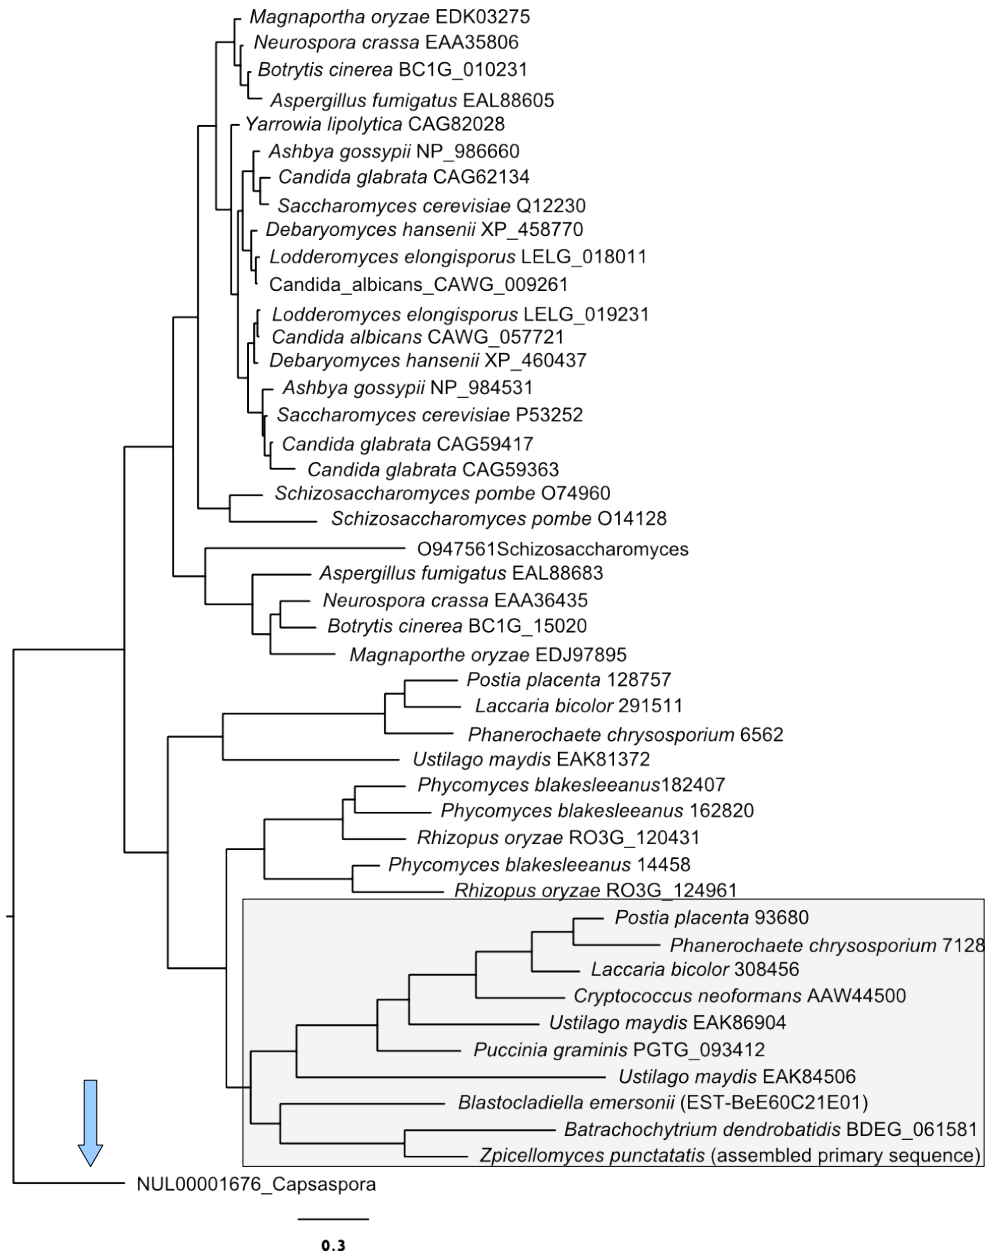 Magnaportha oryzae EDK03275
Neurospora crassa EAA35806
Botrytis cinerea BC1G_010231
Aspergillus fumigatus EAL88605
Yarrowia lipolytica CAG82028
Ashbya gossypii NP_986660
Candida glabrata CAG62134
Saccharomyces cerevisiae Q12230
Debaryomyces hansenii XP_458770
Lodderomyces elongisporus LELG_018011
Candida_albicans_CAWG_009261
Lodderomyces elongisporus LELG_019231
Candida albicans CAWG_057721
Debaryomyces hansenii XP_460437
Ashbya gossypii NP_984531
Saccharomyces cerevisiae P53252
Candida glabrata CAG59417
Candida glabrata CAG59363
Schizosaccharomyces pombe O74960
Schizosaccharomyces pombe O14128
O947561Schizosaccharomyces
Aspergillus fumigatus EAL88683
Neurospora crassa EAA36435
Botrytis cinerea BC1G_15020
Magnaporthe oryzae EDJ97895
Postia placenta 128757
Laccaria bicolor 291511
Phanerochaete chrysosporium 6562
Ustilago maydis EAK81372
Phycomyces blakesleeanus182407
Phycomyces blakesleeanus 162820
Rhizopus oryzae RO3G_120431
Phycomyces blakesleeanus 14458
Rhizopus oryzae RO3G_124961
Postia placenta 93680
Phanerochaete chrysosporium 7128
Laccaria bicolor 308456
Cryptococcus neoformans AAW44500
Ustilago maydis EAK86904
Puccinia graminis PGTG_093412
Ustilago maydis EAK84506
Blastocladiella emersonii (EST-BeE60C21E01)
Batrachochytrium dendrobatidis BDEG_061581
Zpicellomyces punctatatis (assembled primary sequence)
NUL00001676_Capsaspora
0.3